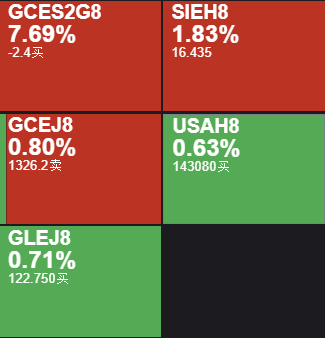 GCES2G8
7.69%
-2.4买
SIEH8
1.83%
16.435
GCEJ8
0.80%
1326.2卖
USAH8
0.63%
143080买
GLEJ8
0.71%
122.750买